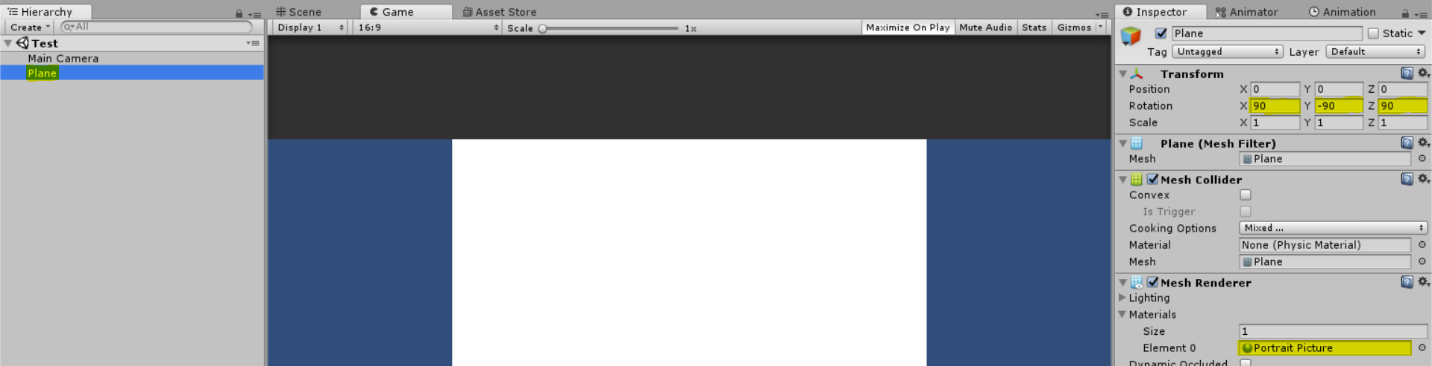 Hierarchy
Create
All
Test
Main Camera
Plane
Scene
Game
Asset Store
Display 1
16:9
Scale
1x
Maximize On Play
Mute Audio
Stats
Gizmos
Inspector
Animator
Animation
Plane
Static
Tag Untagged
Layer Default
Transform
Position X 0 Y 0 Z 0
Rotation X 90 Y -90 Z 90
Scale X 1 Y 1 Z 1
Plane (Mesh Filter)
Mesh Plane
Mesh Collider
Convex
Is Trigger
Cooking Options Mixed ...
Material None (Physic Material)
Mesh Plane
Mesh Renderer
Lighting
Materials
Size 1
Element 0 Portrait Picture
Dynamic Occluded